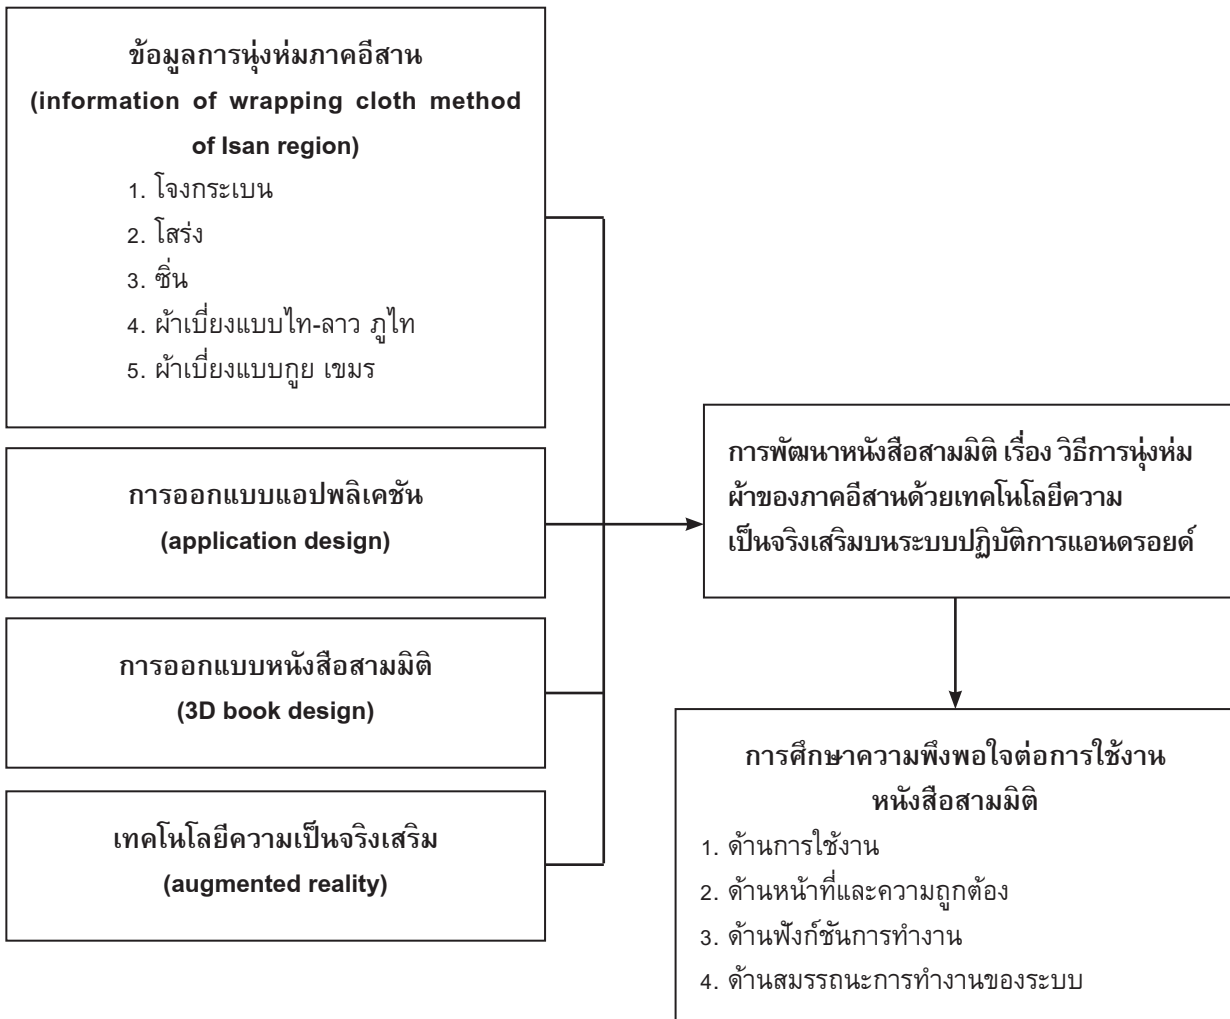 ข้อมูลการนุ่งห่มภาคอีสาน
(information of wrapping cloth method
of Isan region)
1. โจงกระเบน
2. โสร่ง
3. ซิ่น
4. ผ้าเบี่ยงแบบไท-ลาว ภูไท
5. ผ้าเบี่ยงแบบกูย เขมร
การออกแบบแอปพลิเคชัน
(application design)
การออกแบบหนังสือสามมิติ
(3D book design)
เทคโนโลยีความเป็นจริงเสริม
(augmented reality)
การพัฒนาหนังสือสามมิติ เรื่อง วิธีการนุ่งห่ม
ผ้าของภาคอีสานด้วยเทคโนโลยีความ
เป็นจริงเสริมบนระบบปฏิบัติการแอนดรอยด์
การศึกษาความพึงพอใจต่อการใช้งาน
หนังสือสามมิติ
1. ด้านการใช้งาน
2. ด้านหน้าที่และความถูกต้อง
3. ด้านฟังก์ชันการทำงาน
4. ด้านสมรรถนะการทำงานของระบบ